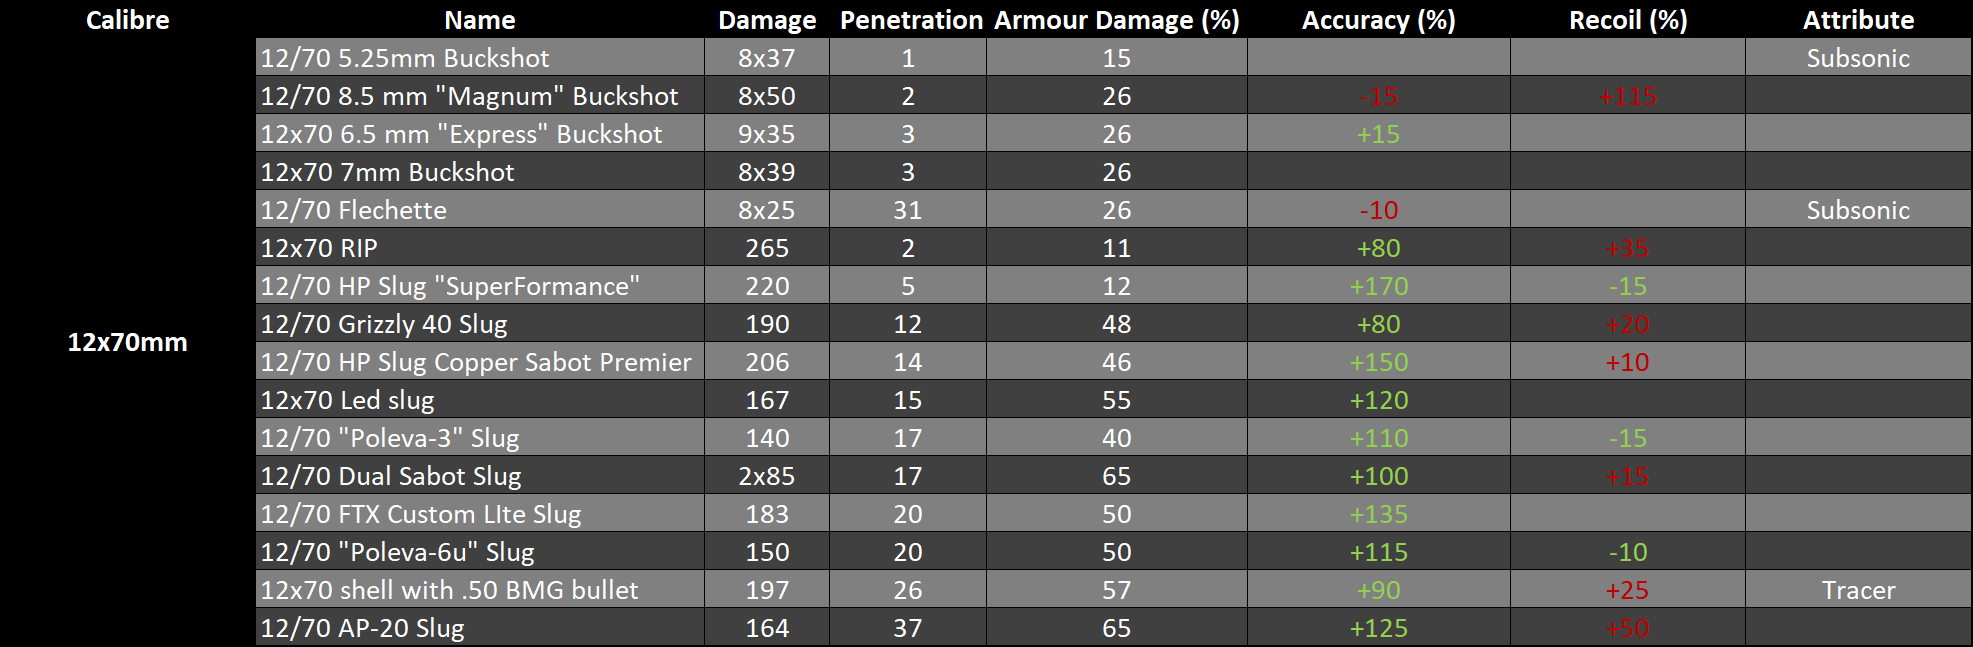 Calibre Name Damage Penetration Armour Damage (%) Accuracy (%) Recoil (%) Attribute
12/70 5.25mm Buckshot 8x37 1 15 Subsonic
12/70 8.5 mm "Magnum" Buckshot 8x50 2 26 -15 +115
12x70 6.5 mm "Express" Buckshot 9x35 3 26 +15
12x70 7mm Buckshot 8x39 3 26
12/70 Flechette 8x25 31 26 -10 Subsonic
12x70 RIP 265 2 11 +80 +35
12/70 HP Slug "SuperFormance" 220 5 12 +170 -15
12/70 Grizzly 40 Slug 190 12 48 +80 +20
12x70mm
12/70 HP Slug Copper Sabot Premier 206 14 46 +150 +10
12x70 Led slug 167 15 55 +120
12/70 "Poleva-3" Slug 140 17 40 +110 -15
12/70 Dual Sabot Slug 2x85 17 65 +100 +15
12/70 FTX Custom LIte Slug 183 20 50 +135
12/70 "Poleva-6u" Slug 150 20 50 +115 -10
12x70 shell with .50 BMG bullet 197 26 57 +90 +25 Tracer
12/70 AP-20 Slug 164 37 65 +125 +50